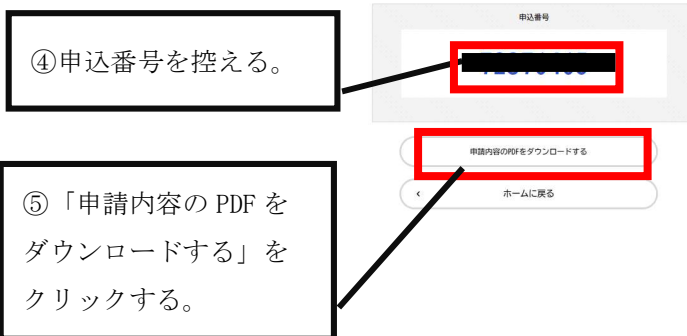 申込番号
④申込番号を控える。
申請内容のPDFをダウンロードする
‹ ホームに戻る
⑤「申請内容の PDF を
ダウンロードする」を
クリックする。